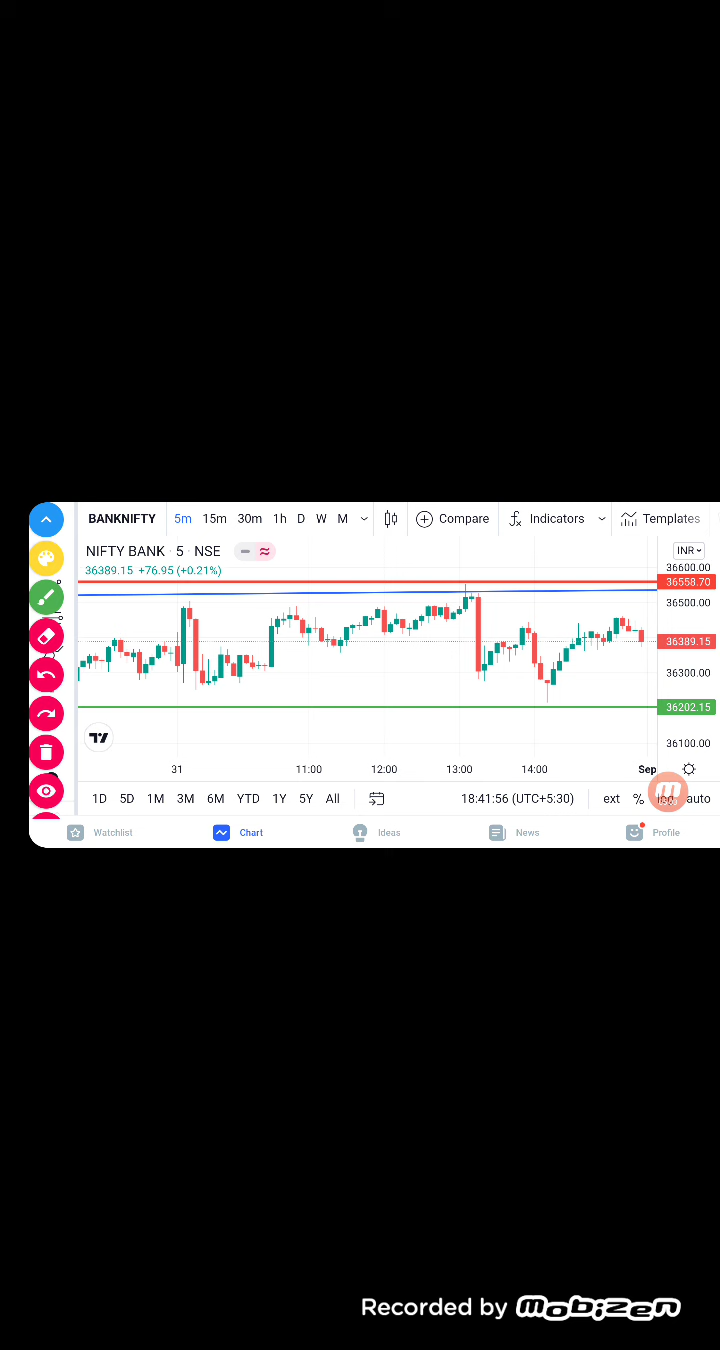 BANKNIFTY 5m 15m 30m 1h D W M Compare Indicators Templates
NIFTY BANK · 5 · NSE
INR
36389.15 +76.95 (+0.21%)
36600.00
36558.70
36500.00
36389.15
36300.00
36202.15
36100.00
31 11:00 12:00 13:00 14:00 Sep
1D 5D 1M 3M 6M YTD 1Y 5Y All 18:41:56 (UTC+5:30) ext % auto
Watchlist Chart Ideas News Profile
Recorded by mobizen